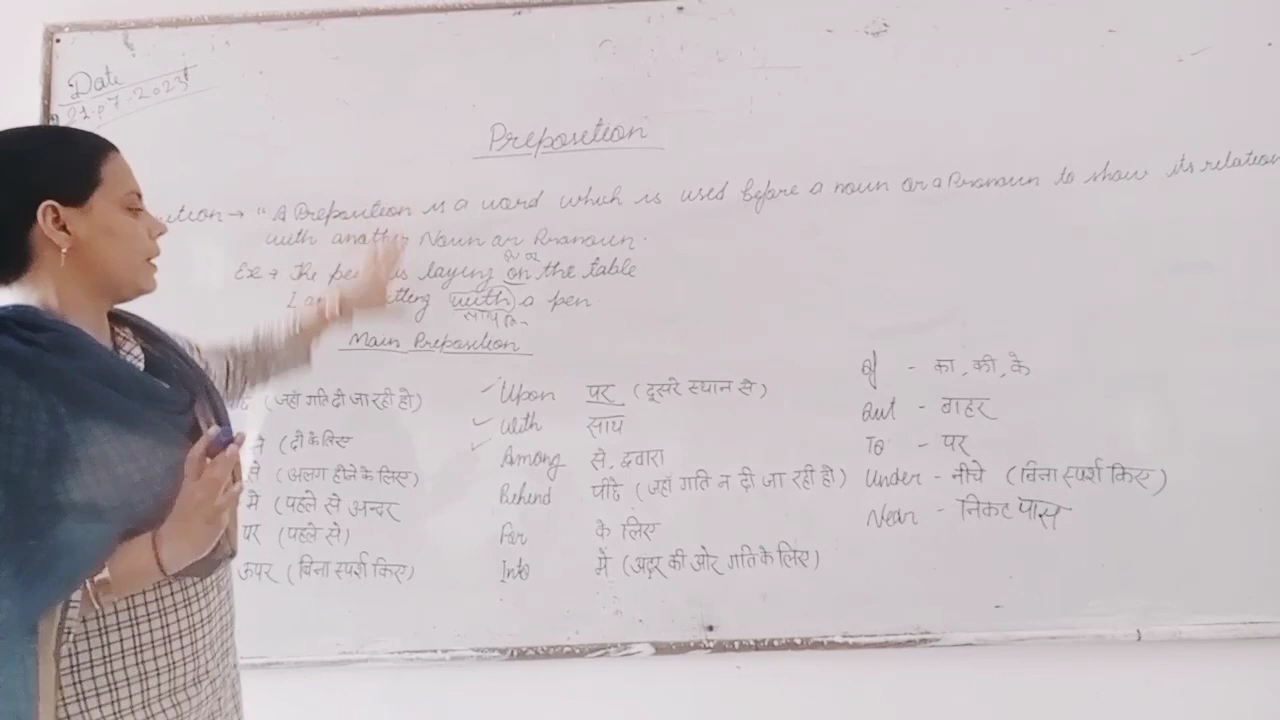 Date
21.07.2023
Preposition
ition → "A Preposition is a word which is used before a noun or a Pronoun to show its relation
with another Noun or Pronoun.
Ex → The is laying on the table
with a pen
साथ
Main Preposition
(जहाँ गति दी जा रही हो)
(दो के लिए
से (अलग होने के लिए)
में (पहले से अन्दर
पर (पहले से)
ऊपर (बिना स्पर्श किए)
Upon पर (दूसरे स्थान से)
With साथ
Among से, द्वारा
Behind पीछे (जहाँ गति न दी जा रही हो)
For के लिए
Into में (अन्दर की ओर गति के लिए)
of - का, की, के
Out - बाहर
To - पर
Under - नीचे (बिना स्पर्श किए)
Near - निकट पास